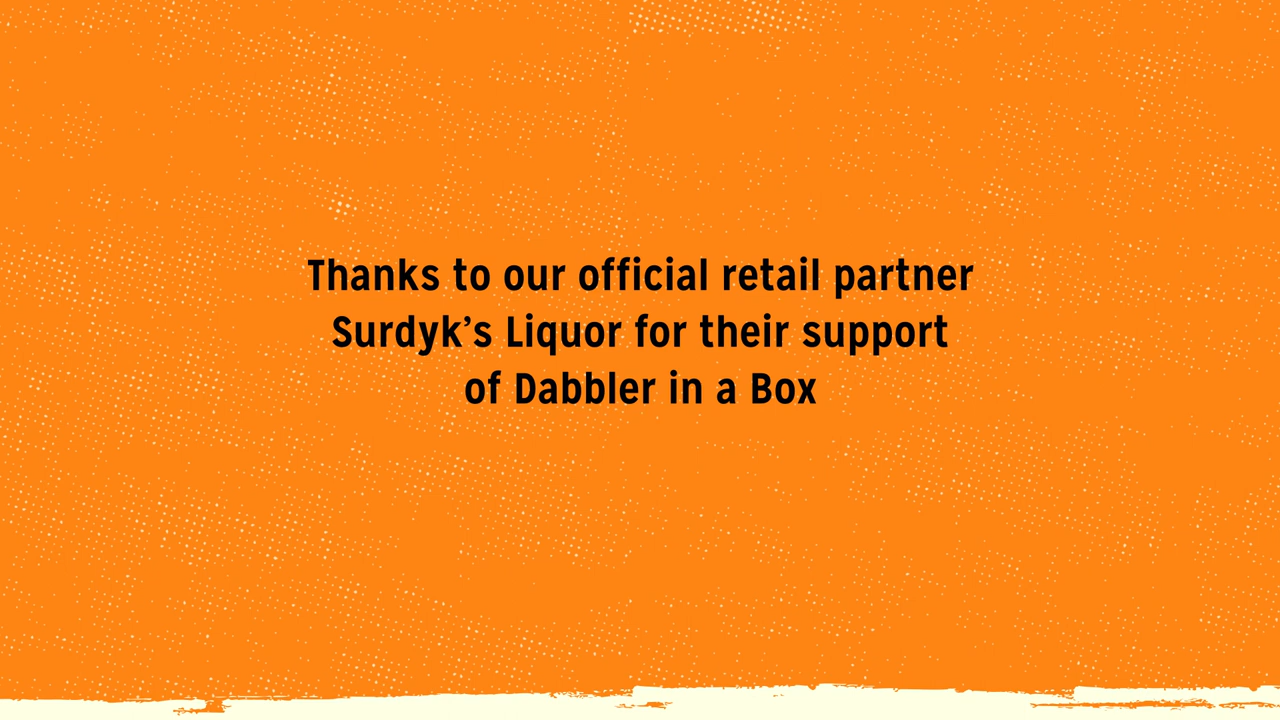 Thanks to our official retail partner
Surdyk’s Liquor for their support
of Dabbler in a Box